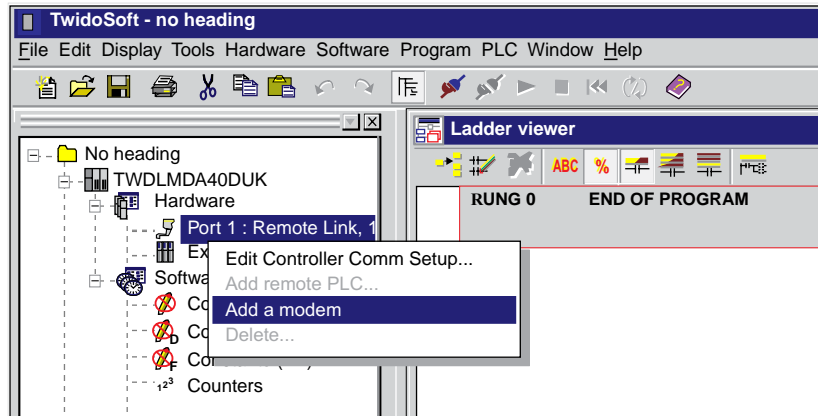 TwidoSoft - no heading
File Edit Display Tools Hardware Software Program PLC Window Help
Ladder viewer
ABC %
No heading
TWDLMDA40DUK
Hardware
Port 1 : Remote Link, 1
RUNG 0 END OF PROGRAM
Edit Controller Comm Setup...
Add remote PLC...
Add a modem
Delete...
Counters